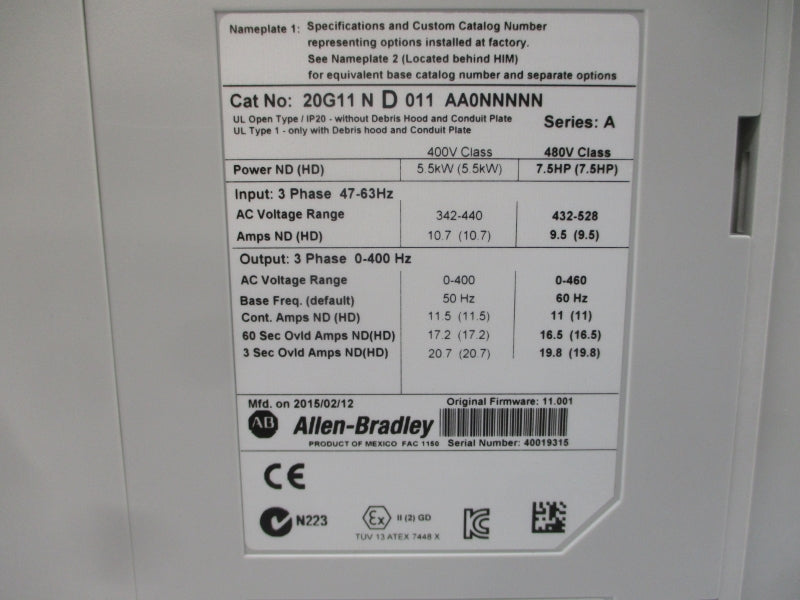 Nameplate 1: Specifications and Custom Catalog Number
representing options installed at factory.
See Nameplate 2 (Located behind HIM)
for equivalent base catalog number and separate options
Cat No: 20G11 N D 011 AA0NNNNN
UL Open Type / IP20 - without Debris Hood and Conduit Plate
UL Type 1 - only with Debris hood and Conduit Plate
Series: A
400V Class 480V Class
Power ND (HD) 5.5kW (5.5kW) 7.5HP (7.5HP)
Input: 3 Phase 47-63Hz
AC Voltage Range 342-440 432-528
Amps ND (HD) 10.7 (10.7) 9.5 (9.5)
Output: 3 Phase 0-400 Hz
AC Voltage Range 0-400 0-460
Base Freq. (default) 50 Hz 60 Hz
Cont. Amps ND (HD) 11.5 (11.5) 11 (11)
60 Sec Ovld Amps ND(HD) 17.2 (17.2) 16.5 (16.5)
3 Sec Ovld Amps ND(HD) 20.7 (20.7) 19.8 (19.8)
Mfd. on 2015/02/12 Original Firmware: 11.001
AB Allen-Bradley
PRODUCT OF MEXICO FAC 1150 Serial Number: 40019315
CE
N223 Ex II (2) GD KC
TÜV 13 ATEX 7448 X